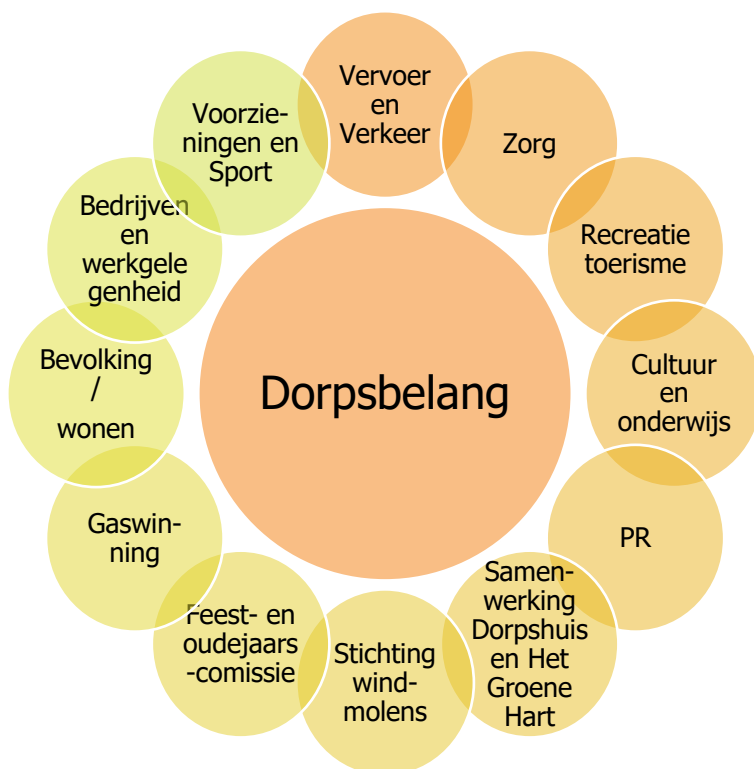 Vervoer
en
Verkeer
Zorg
Recreatie
toerisme
Cultuur
en
onderwijs
PR
Samen-
werking
Dorpshuis
en Het
Groene
Hart
Stichting
wind-
molens
Feest- en
oudejaars
-comissie
Gaswin-
ning
Bevolking
/
wonen
Bedrijven
en
werkgele
genheid
Voorzie-
ningen en
Sport
Dorpsbelang